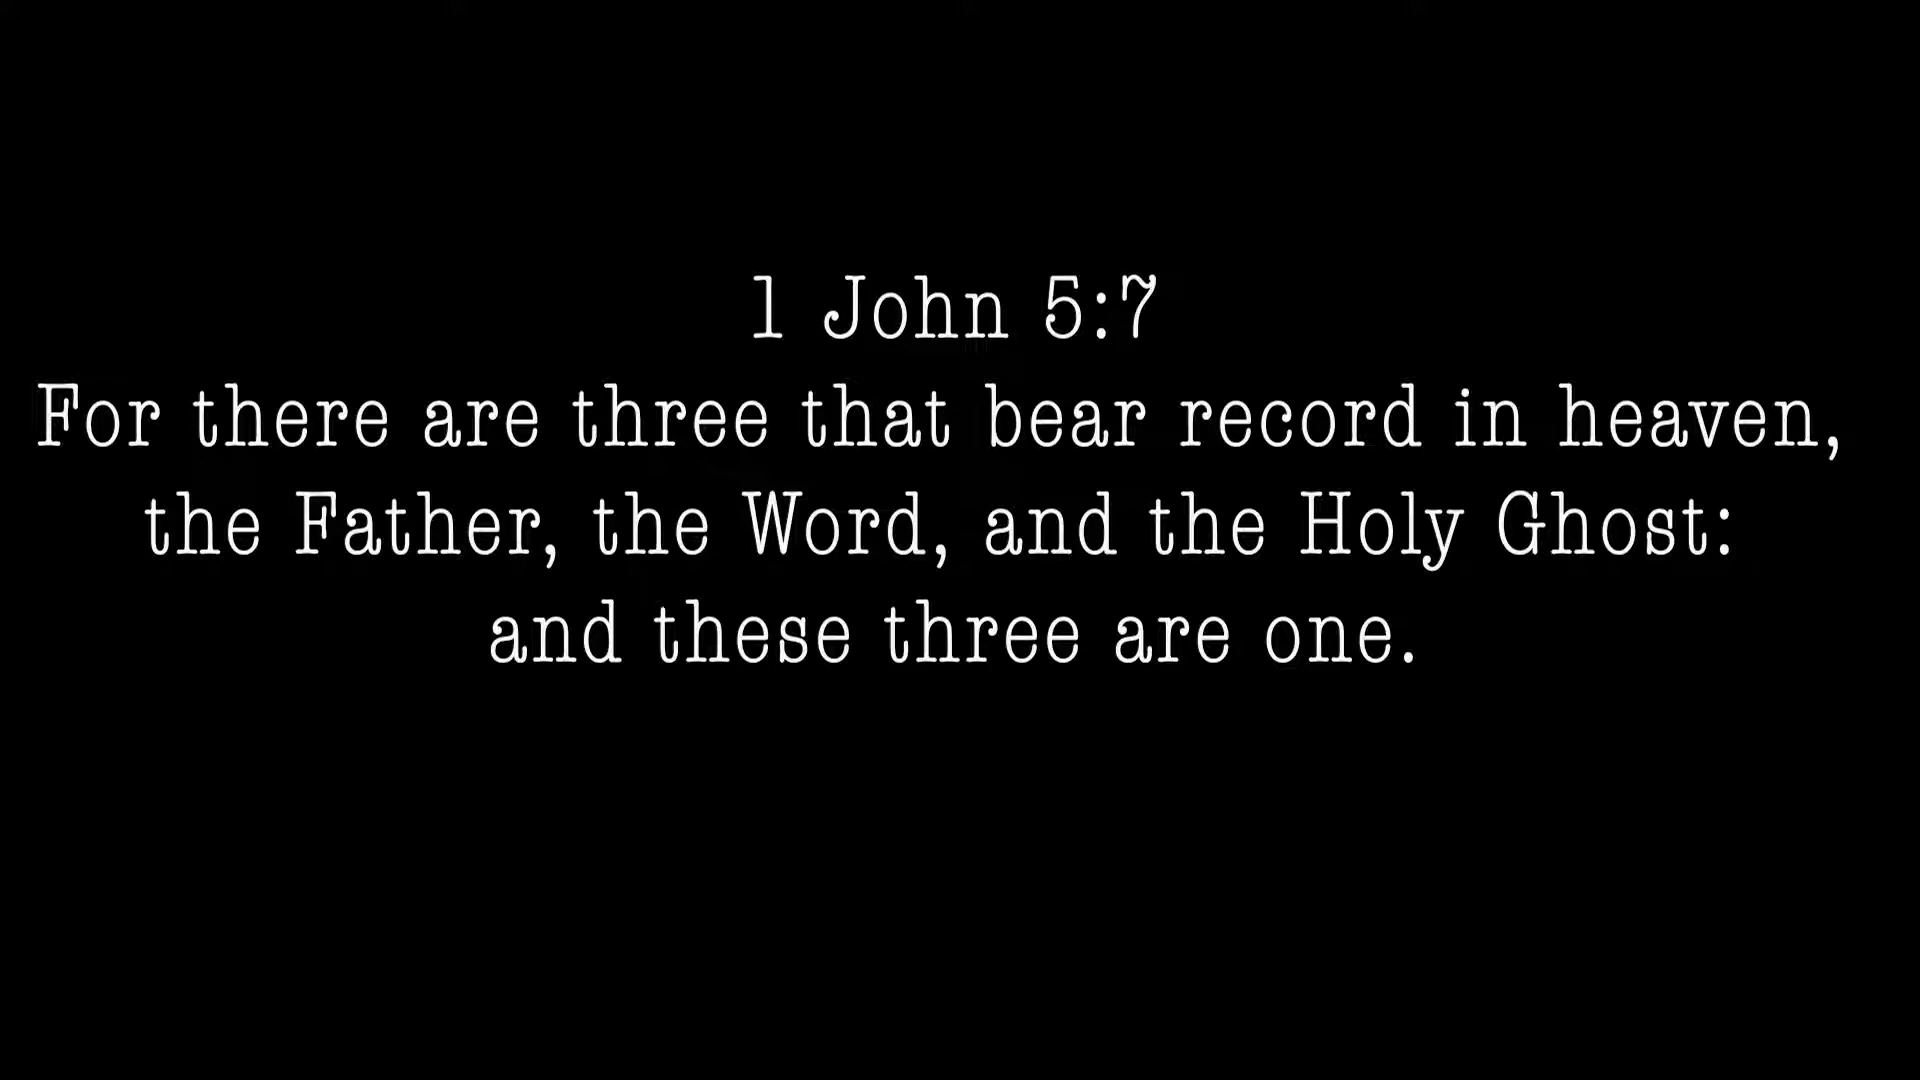 1 John 5:7
For there are three that bear record in heaven,
the Father, the Word, and the Holy Ghost:
and these three are one.